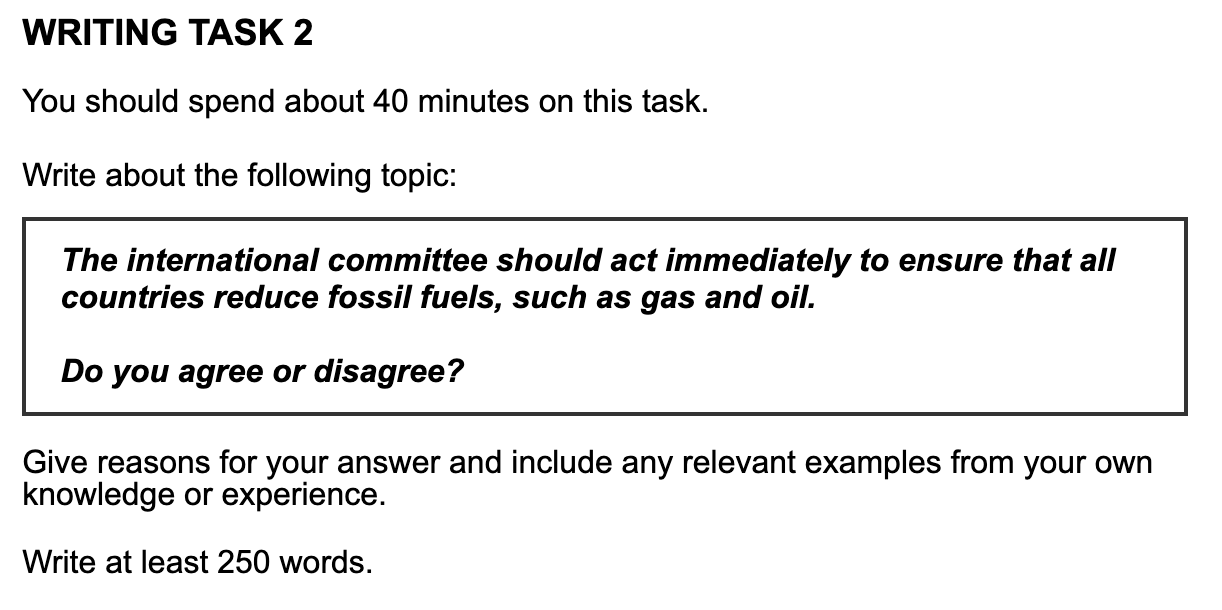 WRITING TASK 2
You should spend about 40 minutes on this task.
Write about the following topic:
The international committee should act immediately to ensure that all
countries reduce fossil fuels, such as gas and oil.
Do you agree or disagree?
Give reasons for your answer and include any relevant examples from your own
knowledge or experience.
Write at least 250 words.